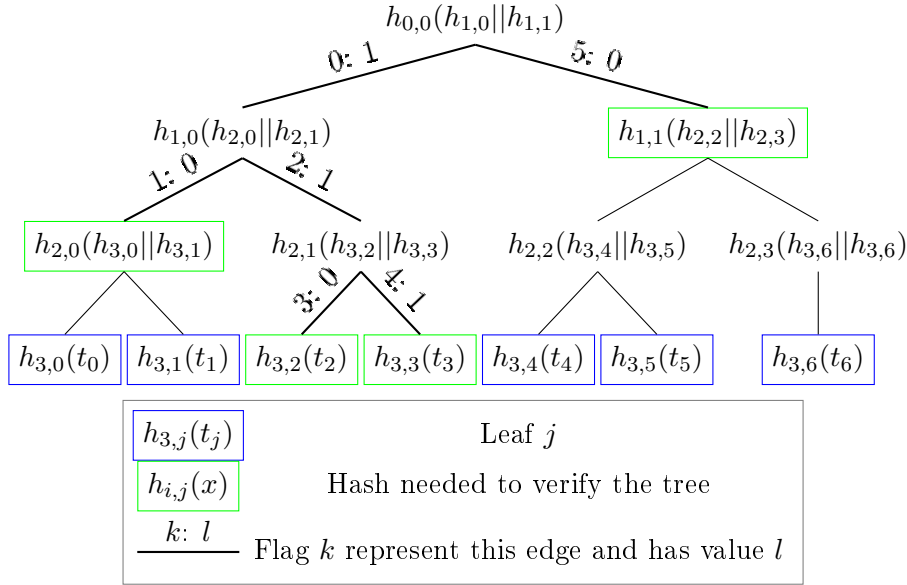 h_{0,0}(h_{1,0}||h_{1,1})
0: 1 5: 0
h_{1,0}(h_{2,0}||h_{2,1}) h_{1,1}(h_{2,2}||h_{2,3})
1: 0 2: 1
h_{2,0}(h_{3,0}||h_{3,1}) h_{2,1}(h_{3,2}||h_{3,3}) h_{2,2}(h_{3,4}||h_{3,5}) h_{2,3}(h_{3,6}||h_{3,6})
3: 0 4: 1
h_{3,0}(t_0) h_{3,1}(t_1) h_{3,2}(t_2) h_{3,3}(t_3) h_{3,4}(t_4) h_{3,5}(t_5) h_{3,6}(t_6)
h_{3,j}(t_j) Leaf j
h_{i,j}(x) Hash needed to verify the tree
k: l Flag k represent this edge and has value l